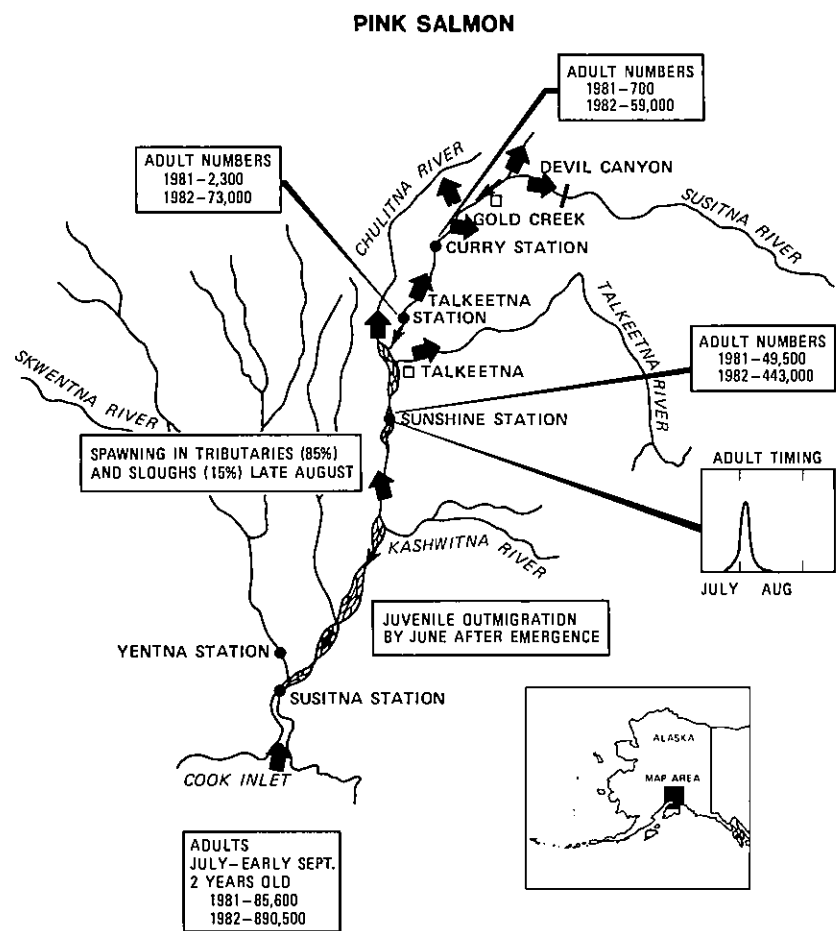 PINK SALMON
ADULT NUMBERS
1981-700
1982-59,000
ADULT NUMBERS
1981-2,300
1982-73,000
CHULITNA RIVER
DEVIL CANYON
GOLD CREEK
SUSITNA RIVER
CURRY STATION
TALKEETNA
STATION
TALKEETNA RIVER
TALKEETNA
ADULT NUMBERS
1981-49,500
1982-443,000
SKWENTNA RIVER
SUNSHINE STATION
SPAWNING IN TRIBUTARIES (85%)
AND SLOUGHS (15%) LATE AUGUST
ADULT TIMING
JULY AUG
KASHWITNA RIVER
JUVENILE OUTMIGRATION
BY JUNE AFTER EMERGENCE
YENTNA STATION
SUSITNA STATION
COOK INLET
ALASKA
MAP AREA
ADULTS
JULY-EARLY SEPT.
2 YEARS OLD
1981-85,600
1982-890,500